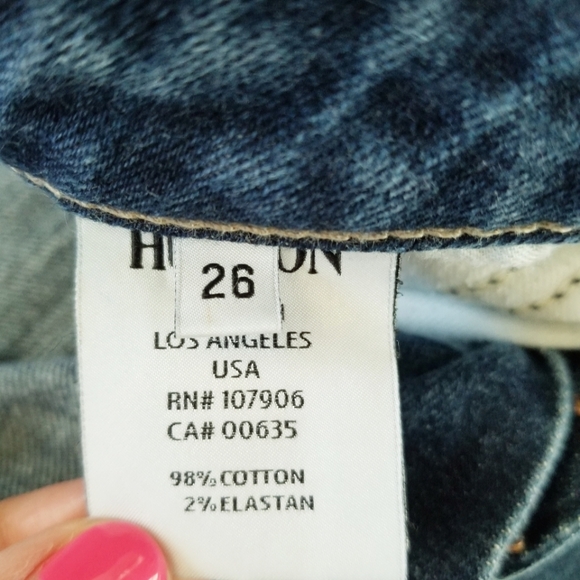 26
LOS ANGELES
USA
RN# 107906
CA# 00635
98% COTTON
2% ELASTAN